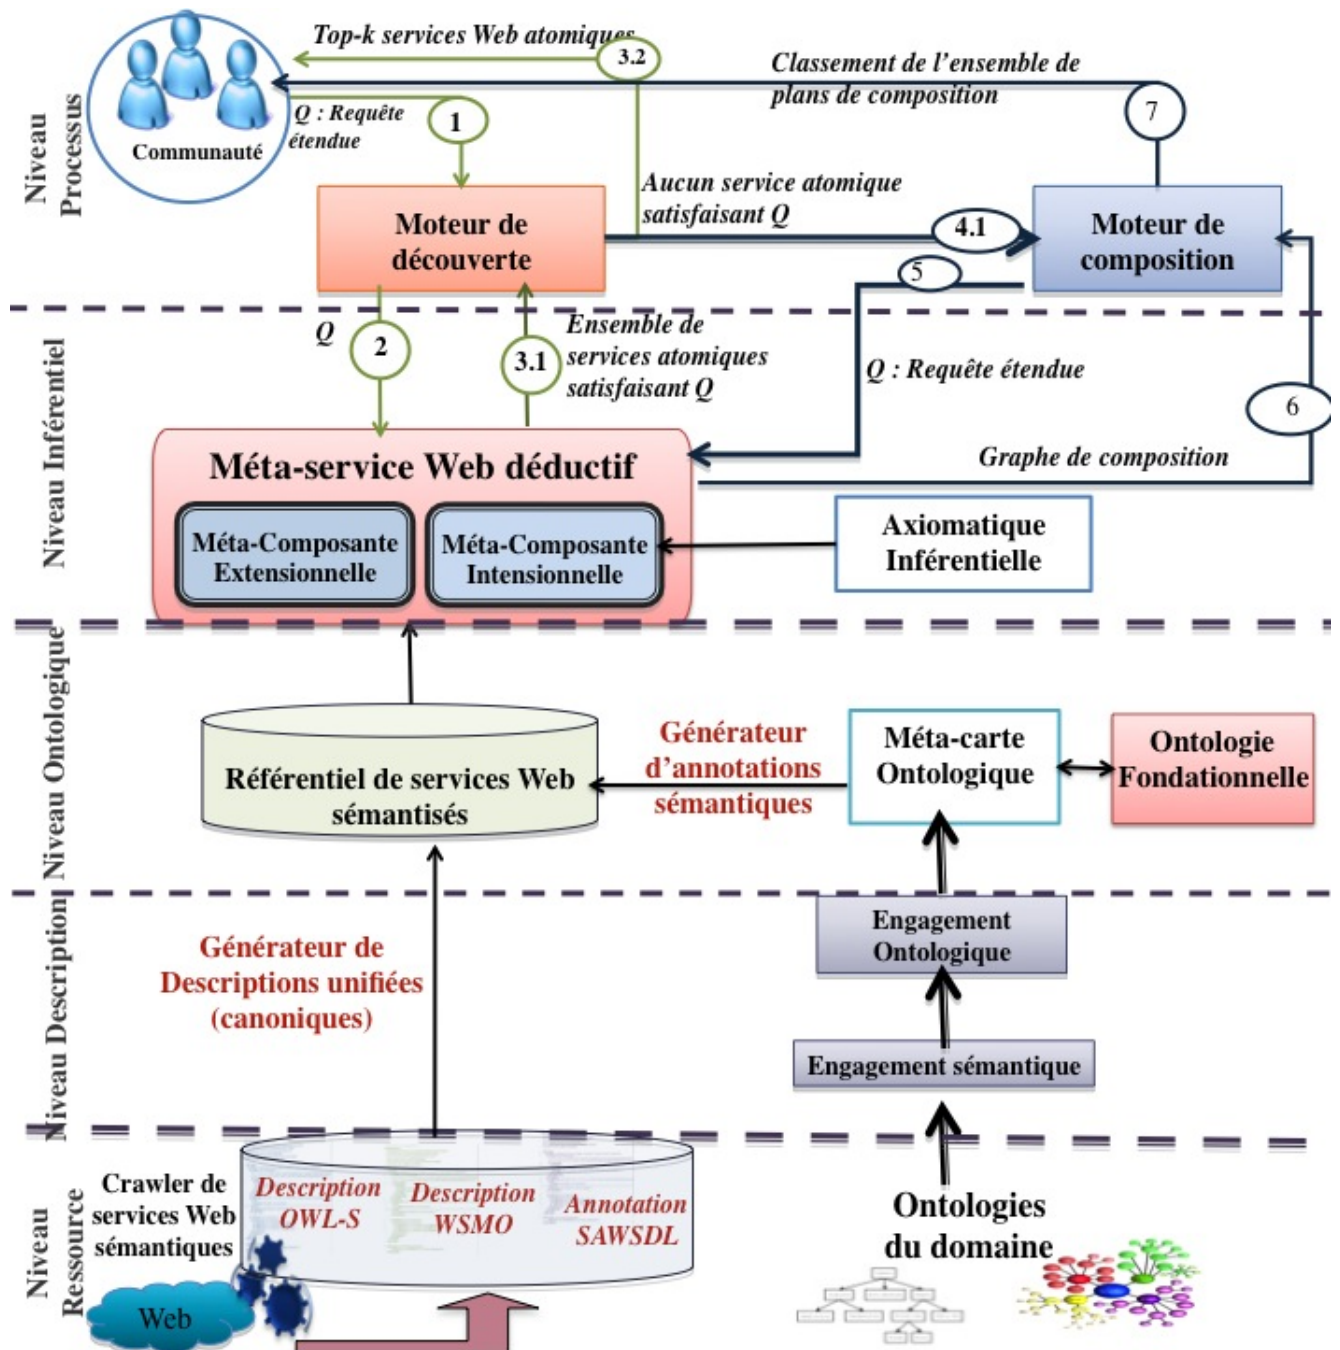 Top-k services Web atomiques
3.2
Classement de l'ensemble de
plans de composition
Q : Requête
étendue
1
7
Communauté
Niveau
Processus
Aucun service atomique
satisfaisant Q
4.1
Moteur de
découverte
Moteur de
composition
5
Q
2
3.1
Ensemble de
services atomiques
satisfaisant Q
Q : Requête étendue
6
Niveau Inférentiel
Méta-service Web déductif
Graphe de composition
Méta-Composante
Extensionnelle
Méta-Composante
Intensionnelle
Axiomatique
Inférentielle
Niveau Ontologique
Référentiel de services Web
sémantisés
Générateur
d'annotations
sémantiques
Méta-carte
Ontologique
Ontologie
Fondationnelle
Niveau Description
Générateur de
Descriptions unifiées
(canoniques)
Engagement
Ontologique
Engagement sémantique
Niveau
Ressource
Crawler de
services Web
sémantiques
Web
Description
OWL-S
Description
WSMO
Annotation
SAWSDL
Ontologies
du domaine